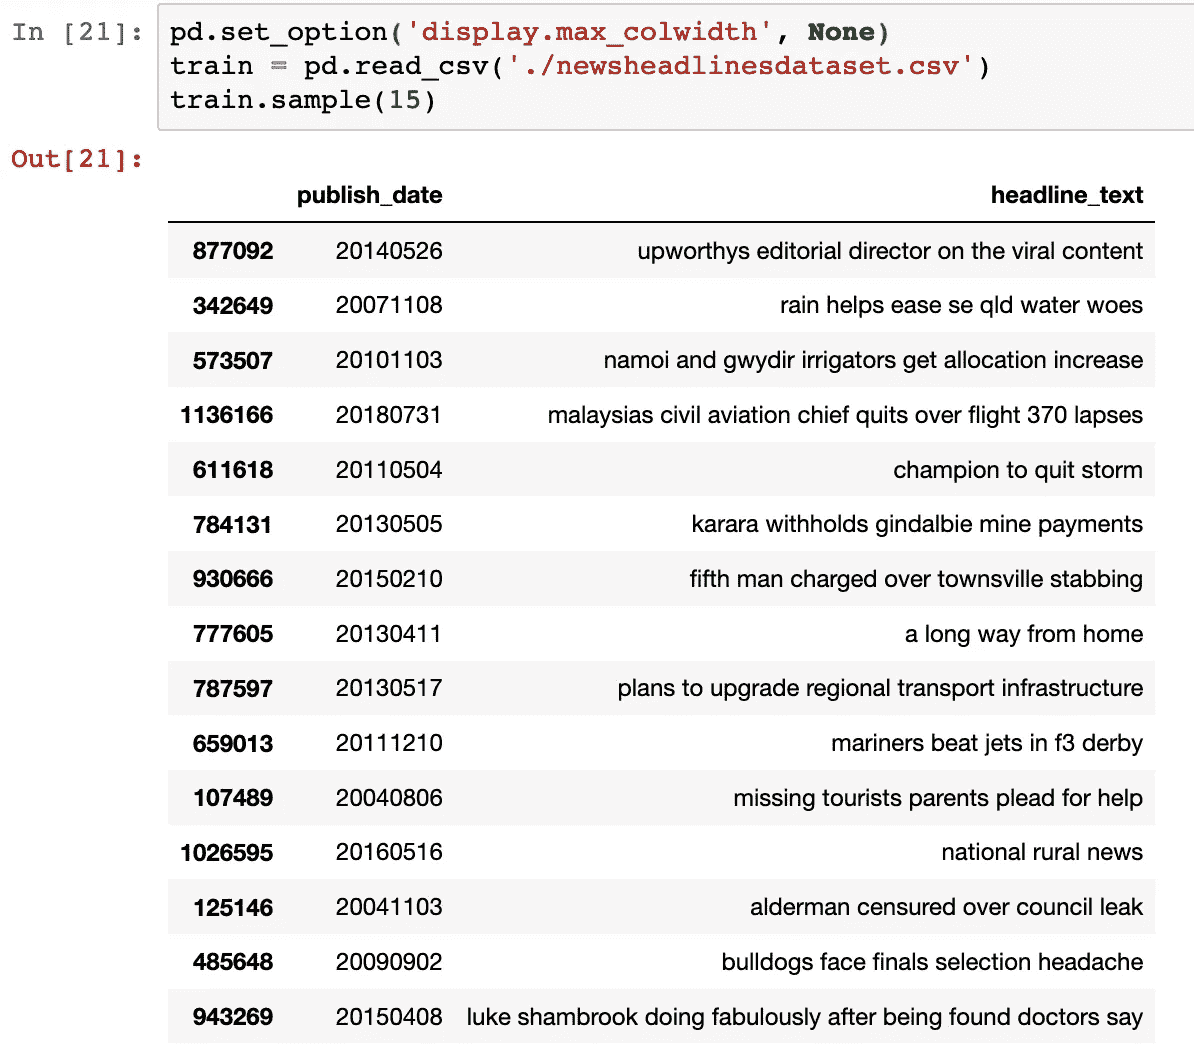 In [21]: pd.set_option('display.max_colwidth', None)
train = pd.read_csv('./newsheadlinesdataset.csv')
train.sample(15)
Out[21]:
publish_date headline_text
877092 20140526 upworthys editorial director on the viral content
342649 20071108 rain helps ease se qld water woes
573507 20101103 namoi and gwydir irrigators get allocation increase
1136166 20180731 malaysias civil aviation chief quits over flight 370 lapses
611618 20110504 champion to quit storm
784131 20130505 karara withholds gindalbie mine payments
930666 20150210 fifth man charged over townsville stabbing
777605 20130411 a long way from home
787597 20130517 plans to upgrade regional transport infrastructure
659013 20111210 mariners beat jets in f3 derby
107489 20040806 missing tourists parents plead for help
1026595 20160516 national rural news
125146 20041103 alderman censured over council leak
485648 20090902 bulldogs face finals selection headache
943269 20150408 luke shambrook doing fabulously after being found doctors say